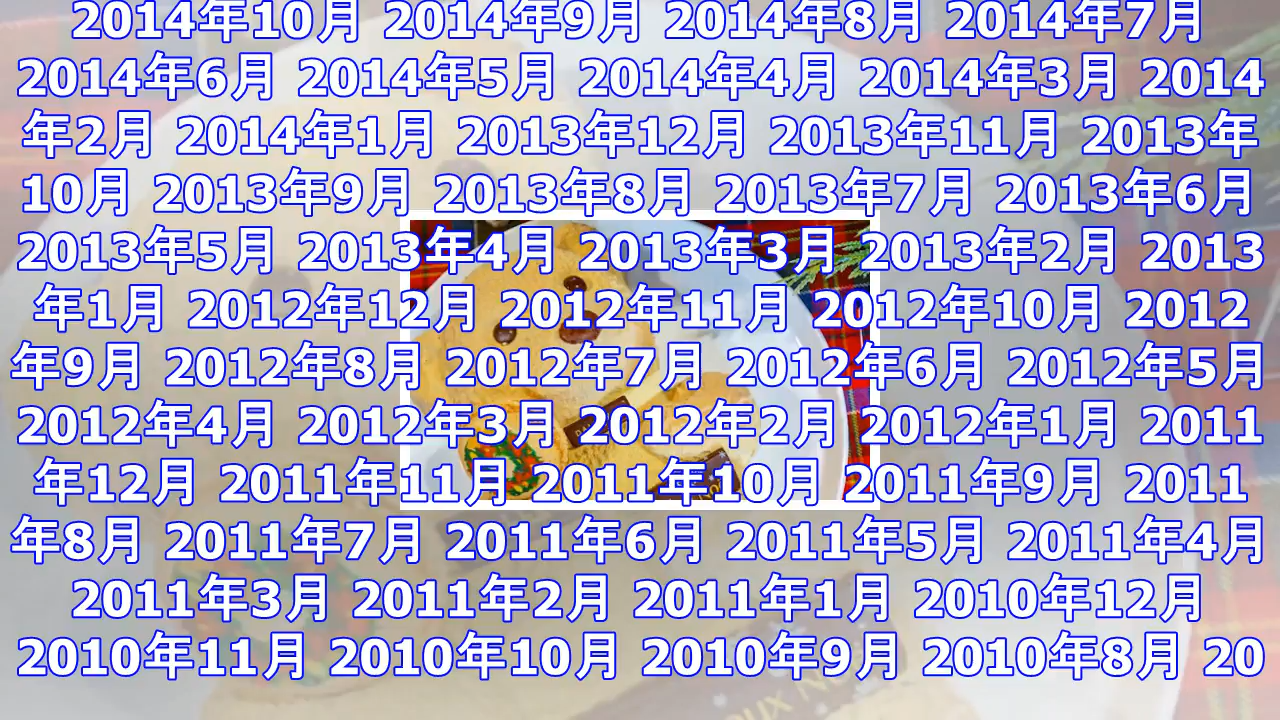 2014年10月 2014年9月 2014年8月 2014年7月
2014年6月 2014年5月 2014年4月 2014年3月 2014
年2月 2014年1月 2013年12月 2013年11月 2013年
10月 2013年9月 2013年8月 2013年7月 2013年6月
2013年5月 2013年4月 2013年3月 2013年2月 2013
年1月 2012年12月 2012年11月 2012年10月 2012
年9月 2012年8月 2012年7月 2012年6月 2012年5月
2012年4月 2012年3月 2012年2月 2012年1月 2011
年12月 2011年11月 2011年10月 2011年9月 2011
年8月 2011年7月 2011年6月 2011年5月 2011年4月
2011年3月 2011年2月 2011年1月 2010年12月
2010年11月 2010年10月 2010年9月 2010年8月 20